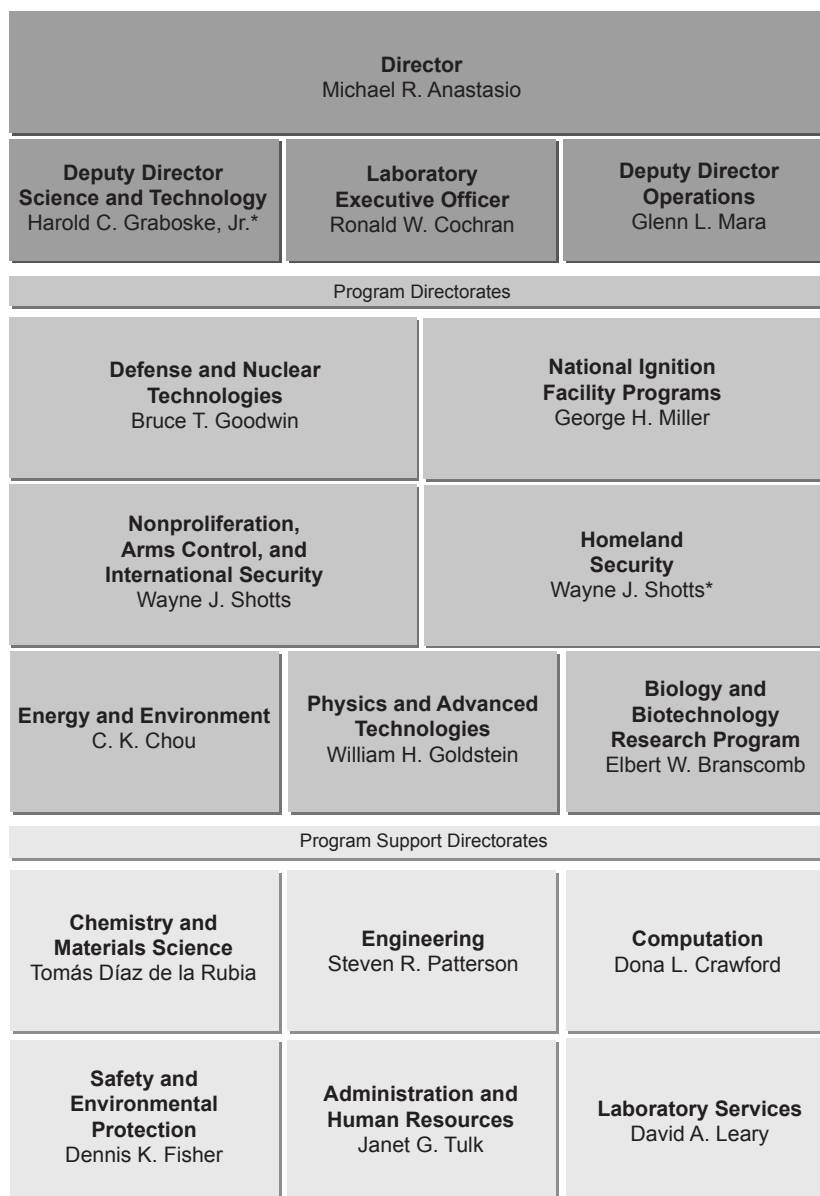 Director
Michael R. Anastasio
Deputy Director
Science and Technology
Harold C. Graboske, Jr.*
Laboratory
Executive Officer
Ronald W. Cochran
Deputy Director
Operations
Glenn L. Mara
Program Directorates
Defense and Nuclear
Technologies
Bruce T. Goodwin
National Ignition
Facility Programs
George H. Miller
Nonproliferation,
Arms Control, and
International Security
Wayne J. Shotts
Homeland
Security
Wayne J. Shotts*
Energy and Environment
C. K. Chou
Physics and Advanced
Technologies
William H. Goldstein
Biology and
Biotechnology
Research Program
Elbert W. Branscomb
Program Support Directorates
Chemistry and
Materials Science
Tomás Díaz de la Rubia
Engineering
Steven R. Patterson
Computation
Dona L. Crawford
Safety and
Environmental
Protection
Dennis K. Fisher
Administration and
Human Resources
Janet G. Tulk
Laboratory Services
David A. Leary